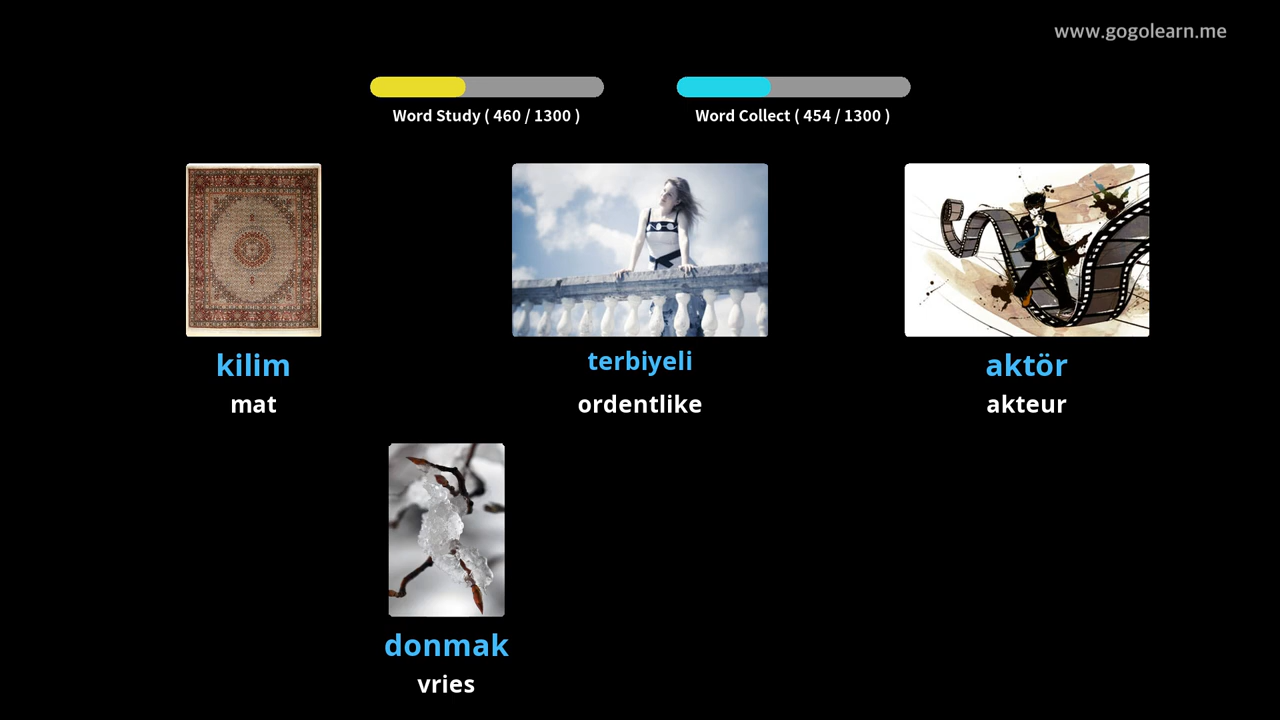 www.gogolearn.me
Word Study ( 460 / 1300 )
Word Collect ( 454 / 1300 )
kilim
mat
terbiyeli
ordentlike
aktör
akteur
donmak
vries